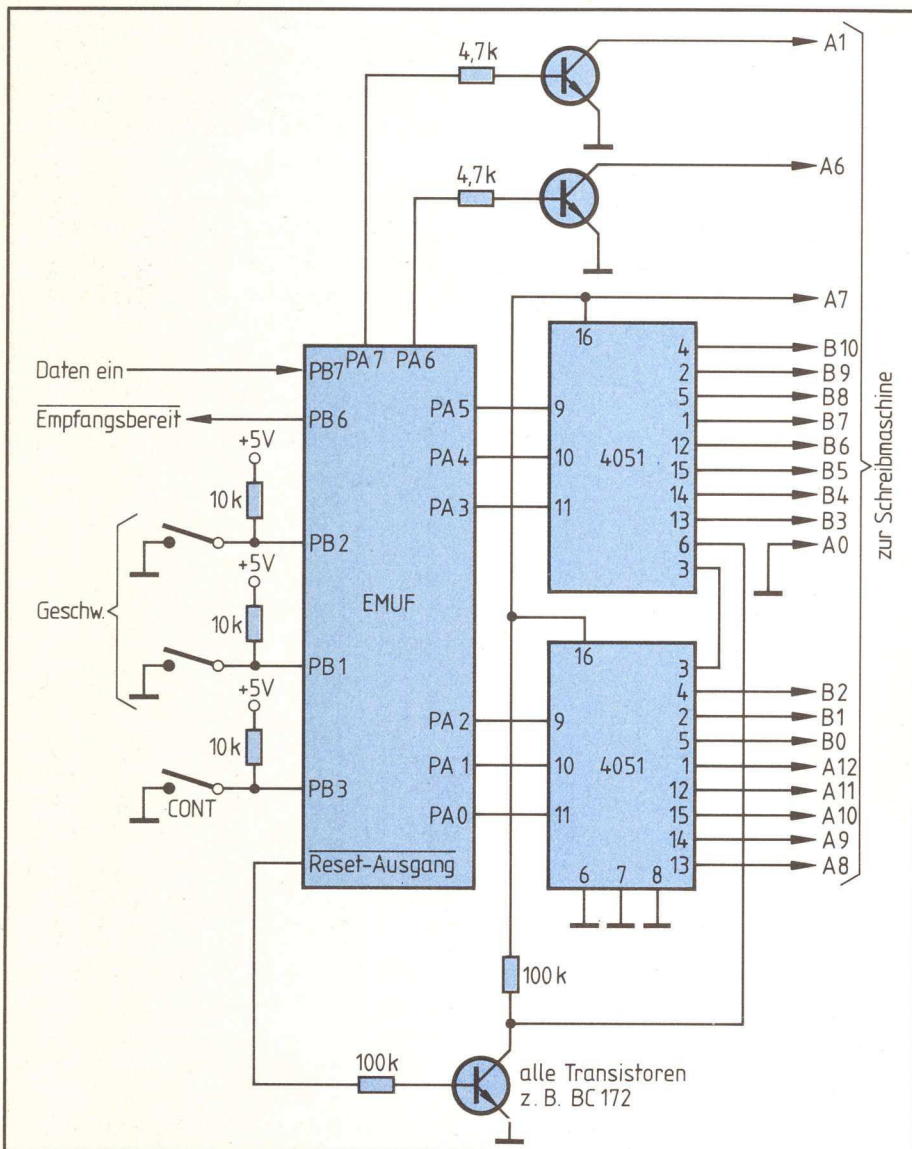 4,7k
A1
4,7k
A6
A7
16
Daten ein
PB7
PA7 PA6
4
B10
2
B9
Empfangsbereit
PB6
PA5
9
5
B8
1
B7
+5V
PA4
10
4051
12
B6
15
B5
10k
PA3
11
14
B4
13
B3
PB2
6
A0
3
zur Schreibmaschine
+5V
EMUF
Geschw.
10k
16
PB1
3
4
B2
+5V
PA2
9
2
B1
5
B0
10k
PA1
10
4051
1
A12
12
A11
PB3
CONT
PA0
11
15
A10
14
A9
Reset-Ausgang
6 7 8
13
A8
100k
100k
alle Transistoren
z. B. BC 172